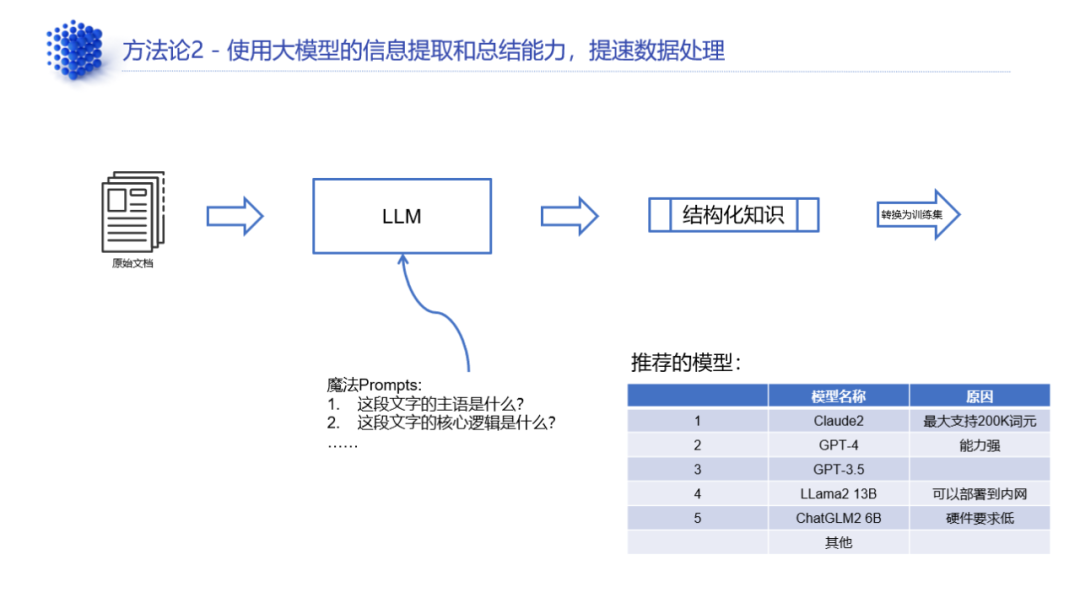 方法论2 - 使用大模型的信息提取和总结能力，提速数据处理
原始文档
LLM
结构化知识
转换为训练集
魔法Prompts:
1. 这段文字的主语是什么?
2. 这段文字的核心逻辑是什么?
……
推荐的模型：
模型名称 原因
1 Claude2 最大支持200K词元
2 GPT-4 能力强
3 GPT-3.5
4 LLama2 13B 可以部署到内网
5 ChatGLM2 6B 硬件要求低
其他